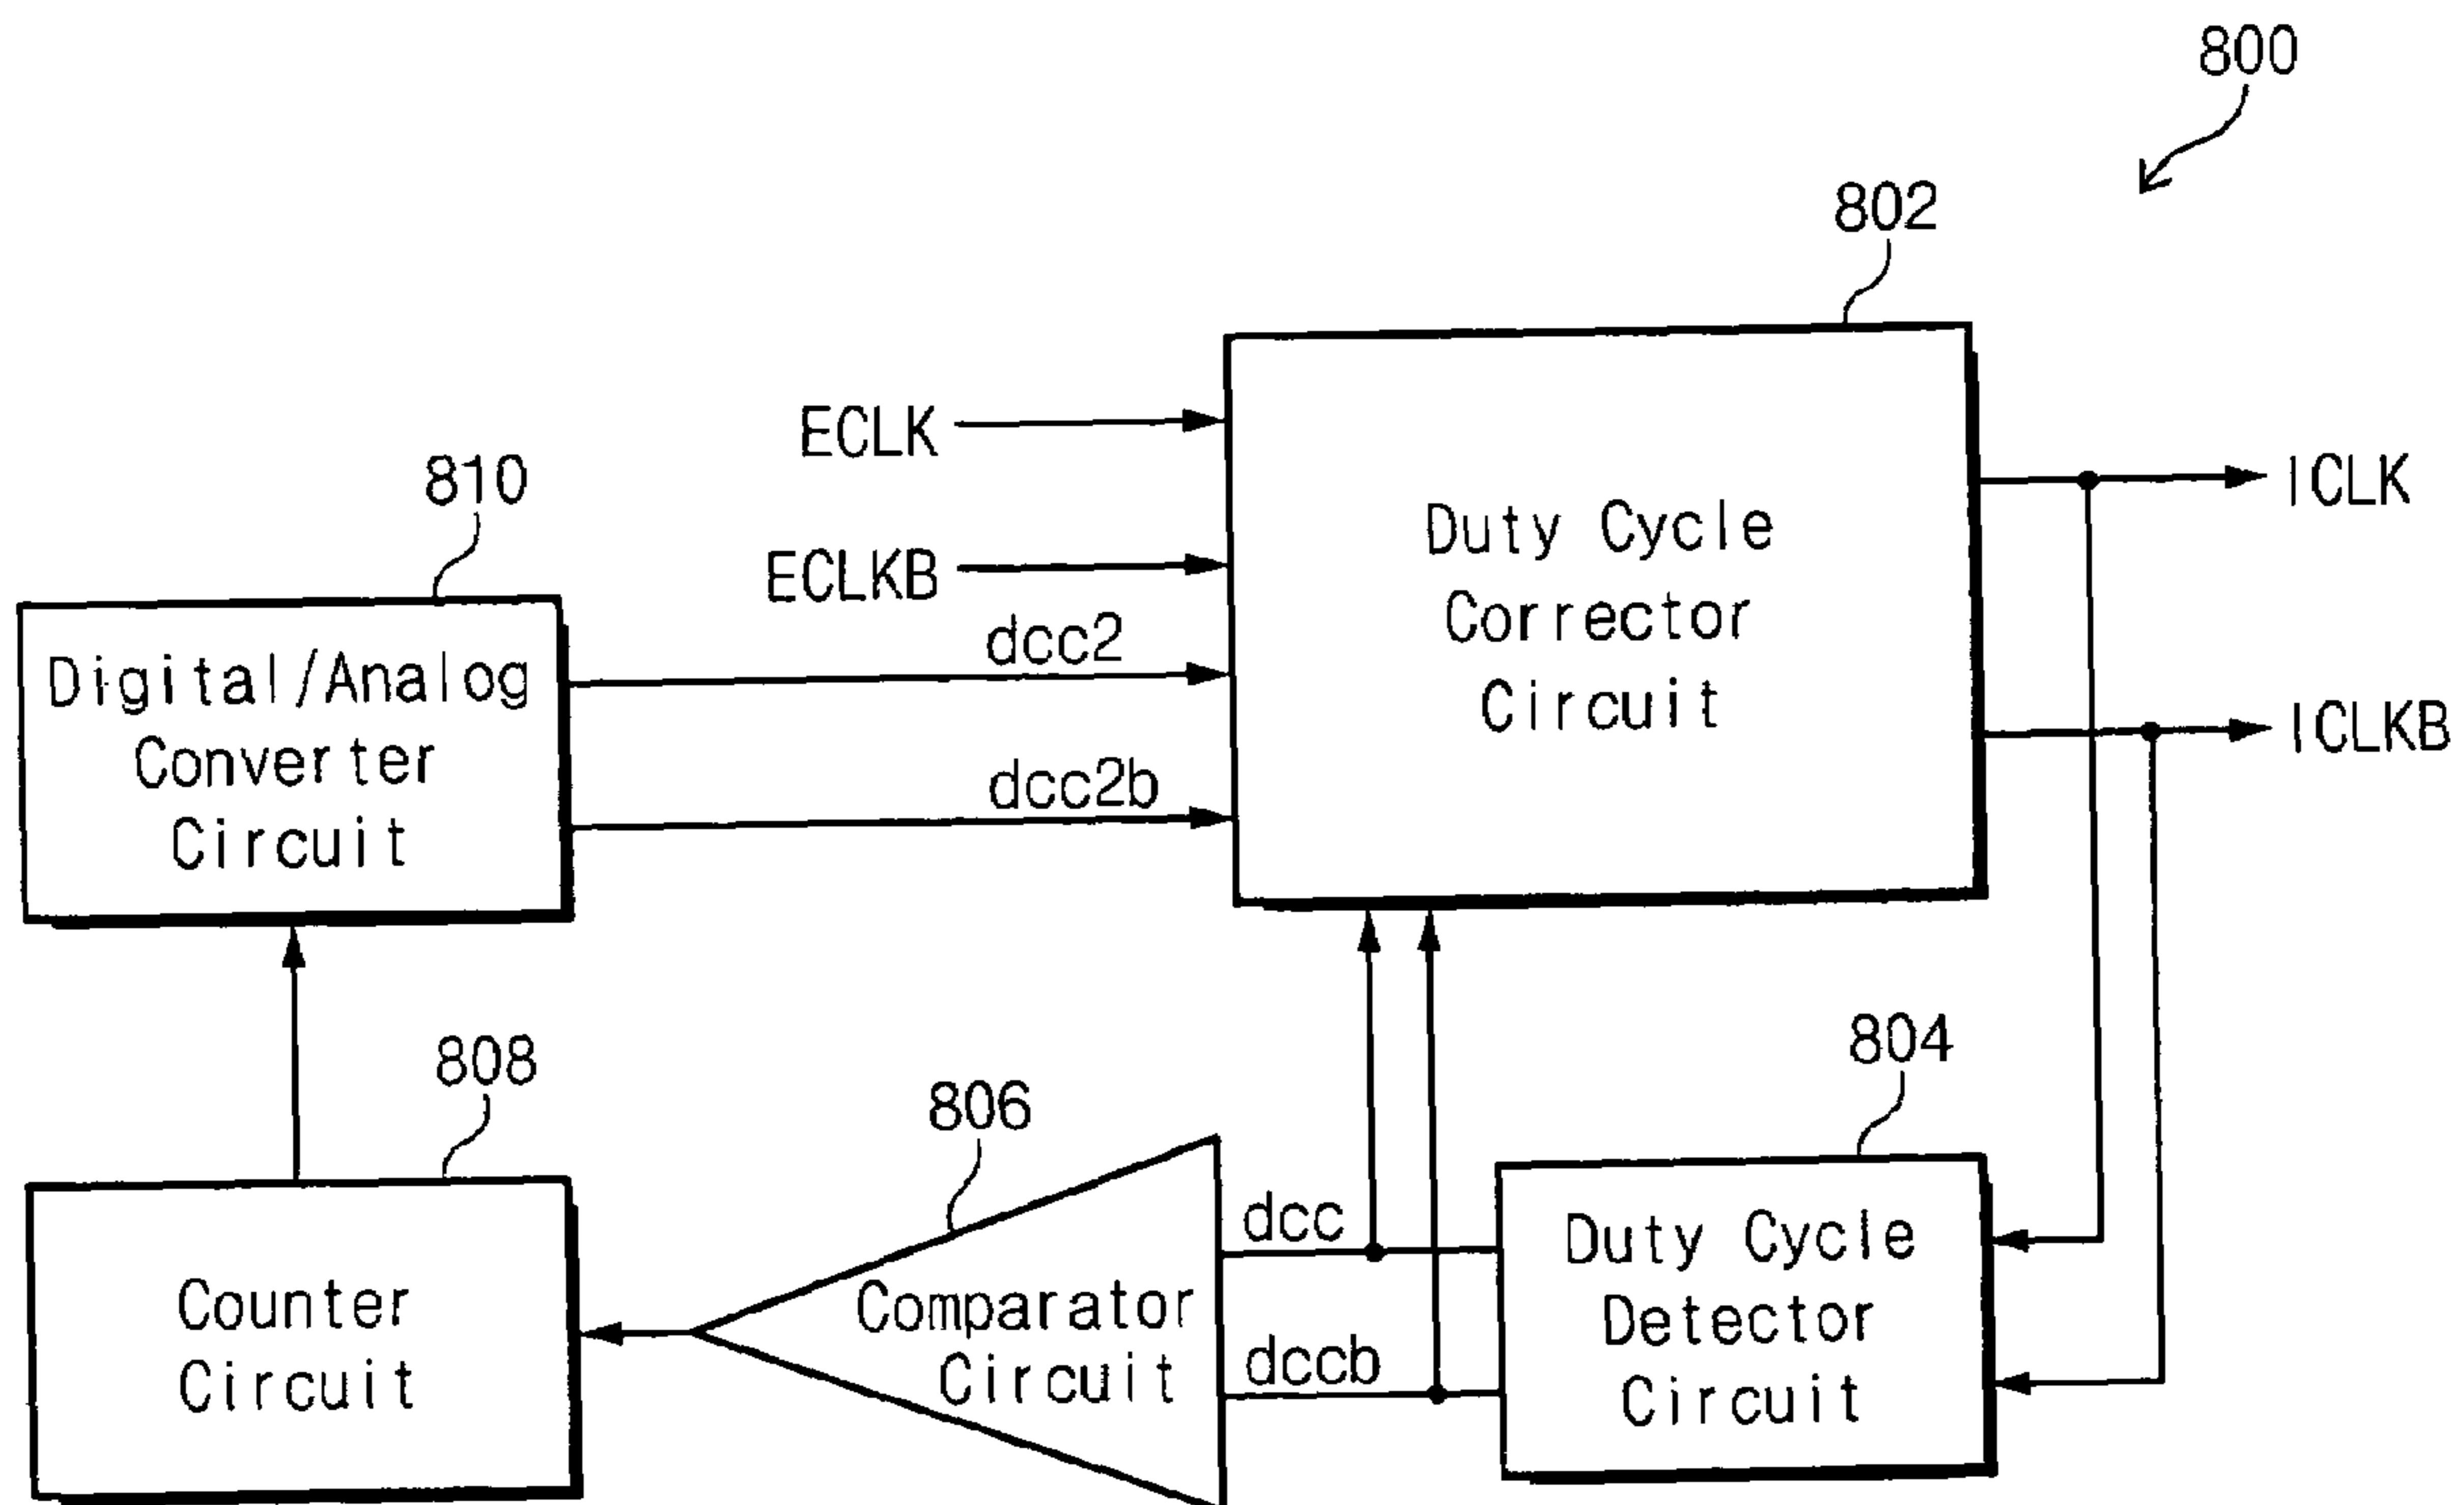 800
802
ECLK
810
ICLK
Duty Cycle
Corrector
Circuit
ECLKB
dcc2
Digital/Analog
Converter
Circuit
ICLKB
dcc2b
804
808
806
dcc
Duty Cycle
Detector
Circuit
Counter
Circuit
Comparator
Circuit
dccb